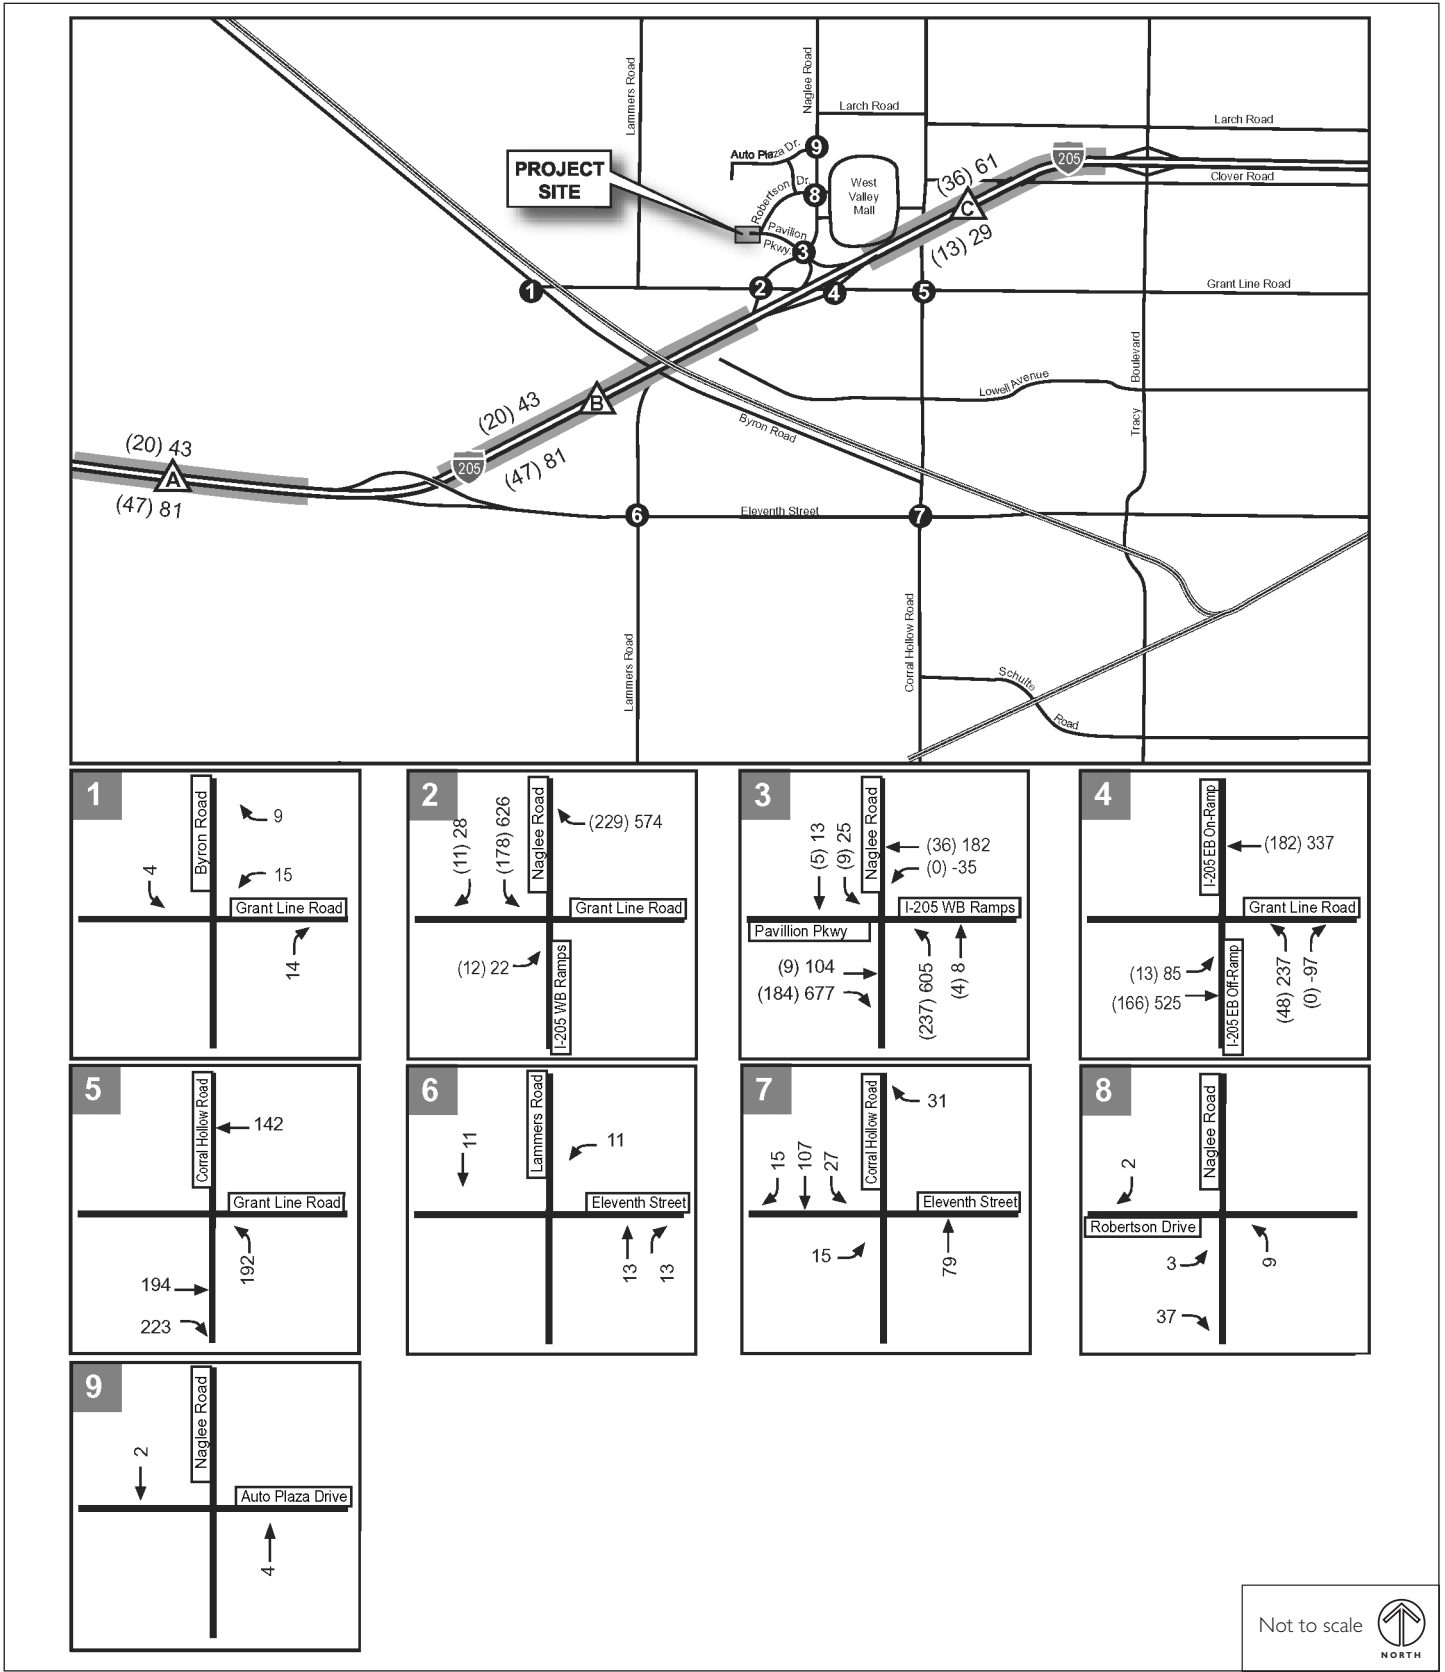 Lammers Road
Naglee Road
Larch Road
Larch Road
Auto Plaza Dr.
9
205
Clover Road
PROJECT
SITE
Robertson Dr.
8
West
Valley
Mall
(36) 61
C
(13) 29
Pavilion
Pkwy.
3
1
2
4
5
Grant Line Road
Tracy Boulevard
Lowell Avenue
Byron Road
(20) 43
B
(47) 81
205
(20) 43
A
(47) 81
6
Eleventh Street
7
Lammers Road
Corral Hollow Road
Schulte
Road
1
Byron Road
9
4
15
Grant Line Road
14
2
(11) 28
(178) 626
Naglee Road
(229) 574
Grant Line Road
(12) 22
I-205 WB Ramps
3
(5) 13
(9) 25
Naglee Road
(36) 182
(0) -35
I-205 WB Ramps
Pavillion Pkwy
(9) 104
(184) 677
(237) 605
(4) 8
4
I-205 EB On-Ramp
(182) 337
Grant Line Road
(13) 85
(166) 525
I-205 EB Off-Ramp
(48) 237
(0) -97
5
Corral Hollow Road
142
Grant Line Road
194
192
223
6
11
Lammers Road
11
Eleventh Street
13
13
7
15
107
27
Corral Hollow Road
31
Eleventh Street
15
79
8
2
Naglee Road
Robertson Drive
3
9
37
9
2
Naglee Road
Auto Plaza Drive
4
Not to scale
NORTH